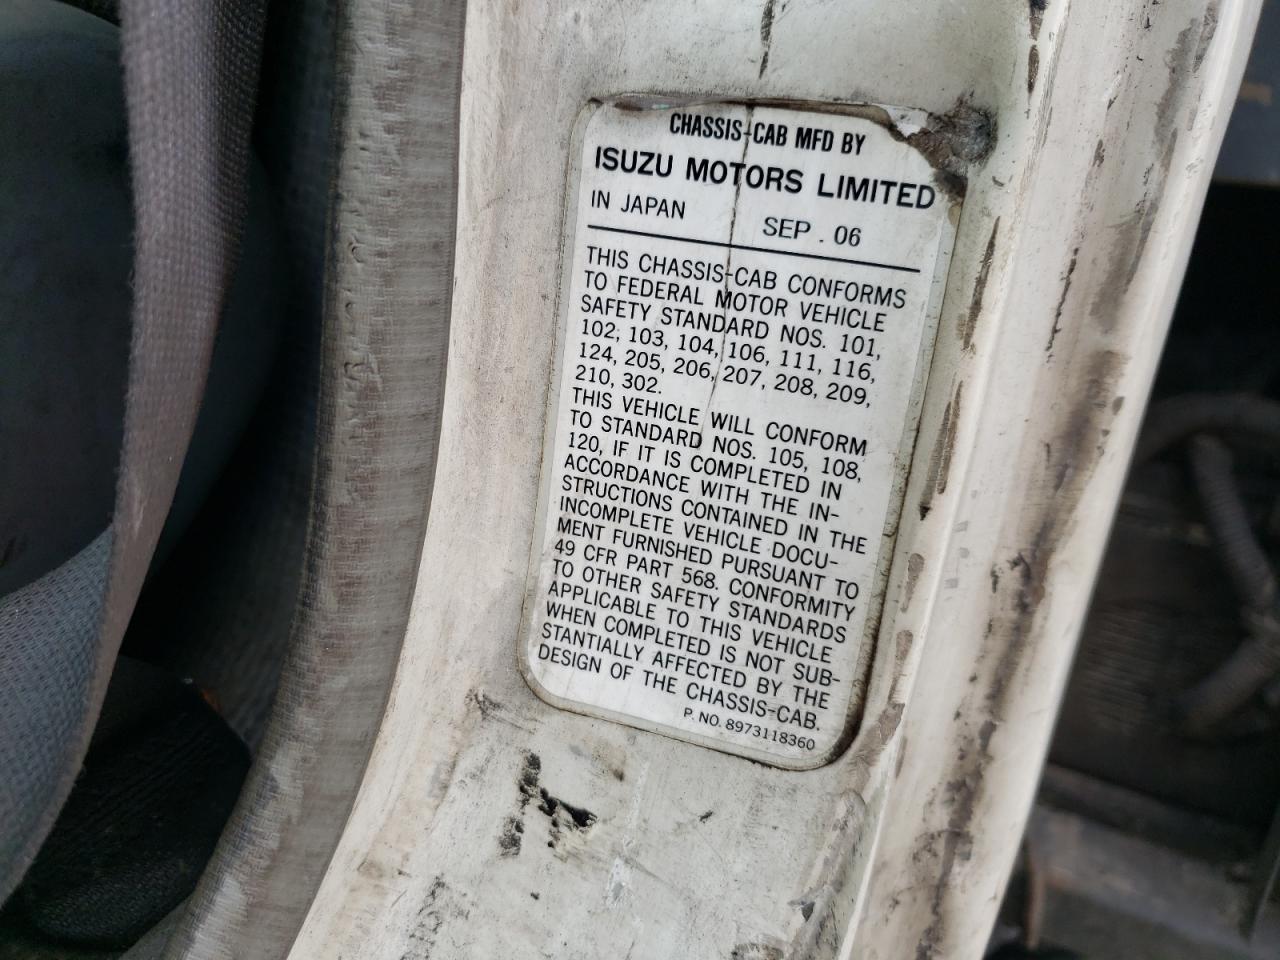 CHASSIS-CAB MFD BY
ISUZU MOTORS LIMITED
IN JAPAN SEP . 06
THIS CHASSIS-CAB CONFORMS
TO FEDERAL MOTOR VEHICLE
SAFETY STANDARD NOS. 101,
102, 103, 104, 106, 111, 116,
124, 205, 206, 207, 208, 209,
210, 302.
THIS VEHICLE WILL CONFORM
TO STANDARD NOS. 105, 108,
120, IF IT IS COMPLETED IN
ACCORDANCE WITH THE IN-
STRUCTIONS CONTAINED IN THE
INCOMPLETE VEHICLE DOCU-
MENT FURNISHED PURSUANT TO
49 CFR PART 568. CONFORMITY
TO OTHER SAFETY STANDARDS
APPLICABLE TO THIS VEHICLE
WHEN COMPLETED IS NOT SUB-
STANTIALLY AFFECTED BY THE
DESIGN OF THE CHASSIS-CAB.
P. NO. 8973118360